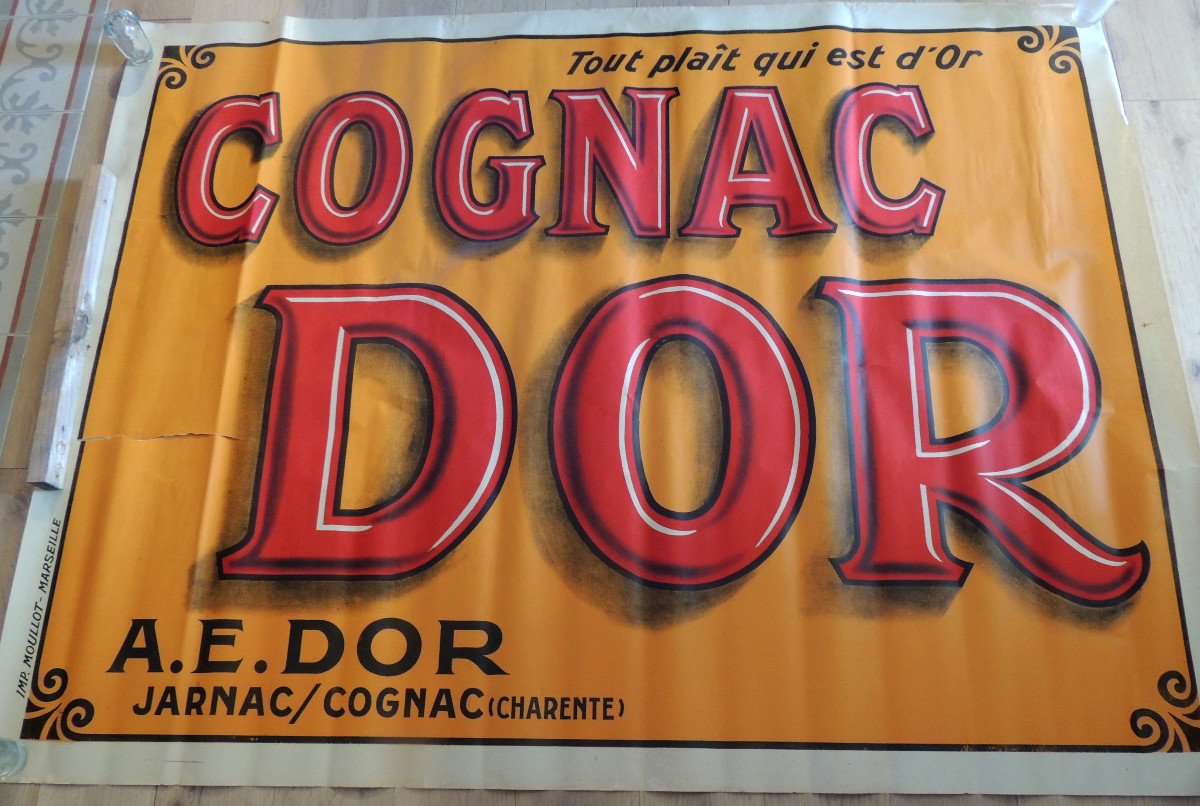 Tout plaît qui est d'Or
COGNAC
DOR
A.E.DOR
JARNAC/COGNAC (CHARENTE)
IMP. MOULLOT - MARSEILLE